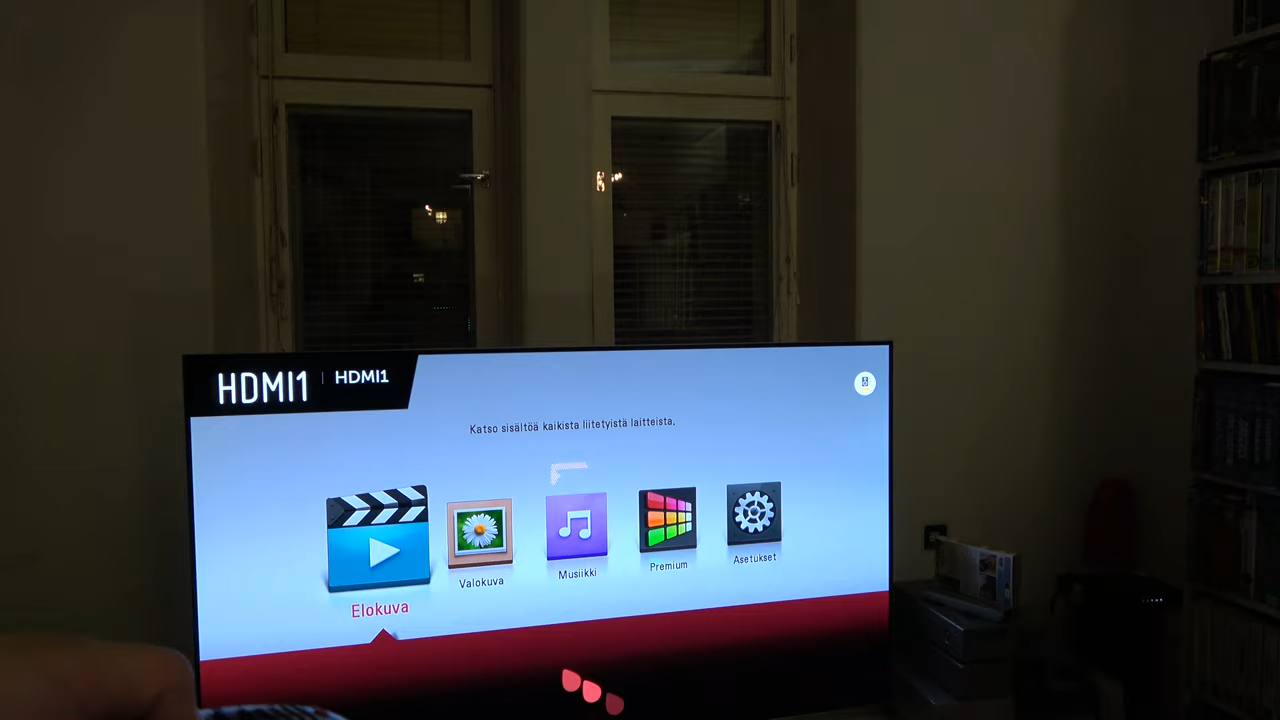 HDMI1 HDMI1
Katso sisältöä kaikista liitetyistä laitteista.
Elokuva
Valokuva
Musiikki
Premium
Asetukset